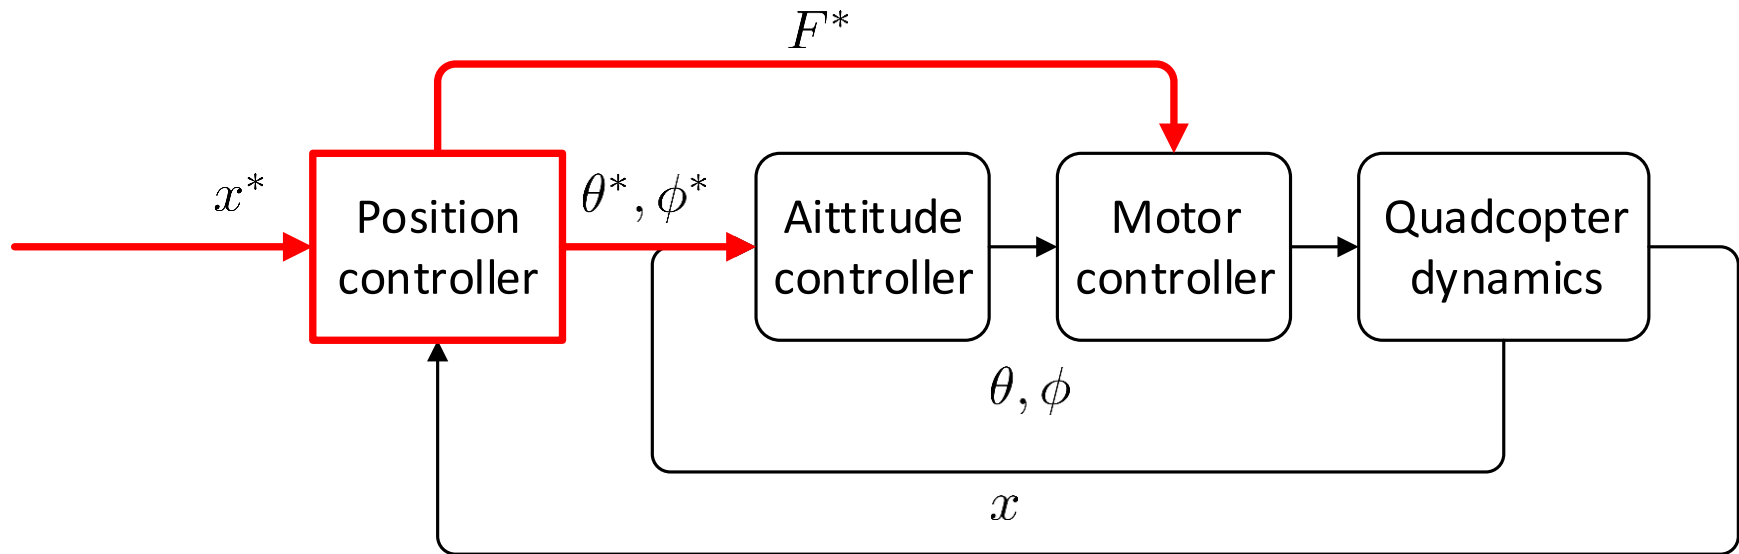 F*
x*
Position
controller
θ*, ϕ*
Aittitude
controller
Motor
controller
Quadcopter
dynamics
θ, ϕ
x